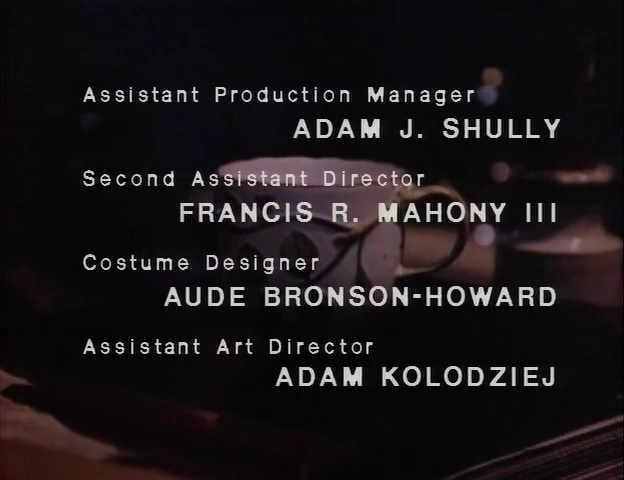 Assistant Production Manager
ADAM J. SHULLY
Second Assistant Director
FRANCIS R. MAHONY III
Costume Designer
AUDE BRONSON-HOWARD
Assistant Art Director
ADAM KOLODZIEJ